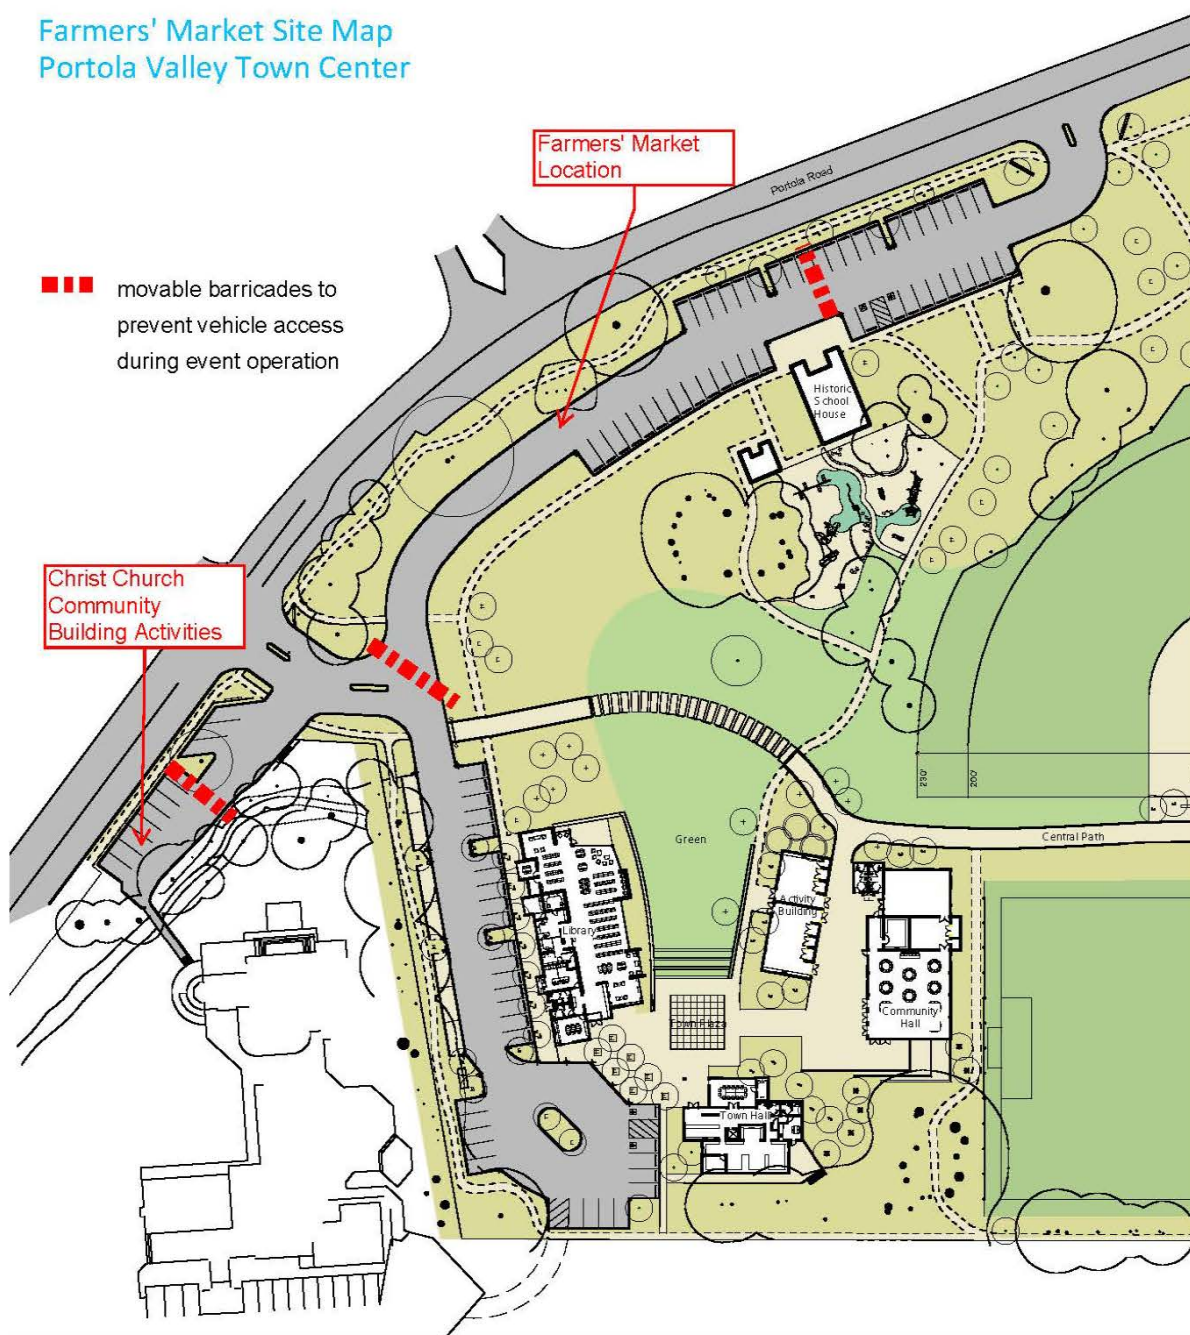 Farmers' Market Site Map
Portola Valley Town Center
Farmers' Market
Location
Portola Road
movable barricades to
prevent vehicle access
during event operation
Historic
School
House
Christ Church
Community
Building Activities
230'
200'
Green
Central Path
Activity
Building
Library
Community
Hall
Town Plaza
Town Hall